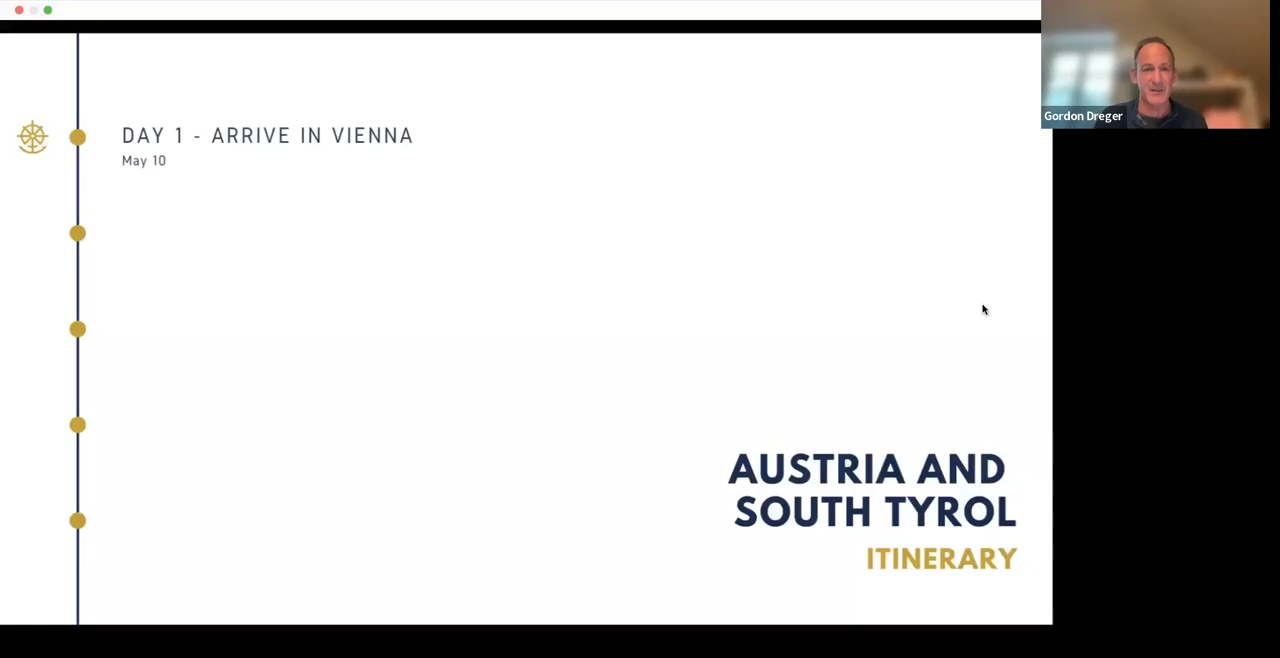 DAY 1 - ARRIVE IN VIENNA
May 10
Gordon Dreger
AUSTRIA AND
SOUTH TYROL
ITINERARY